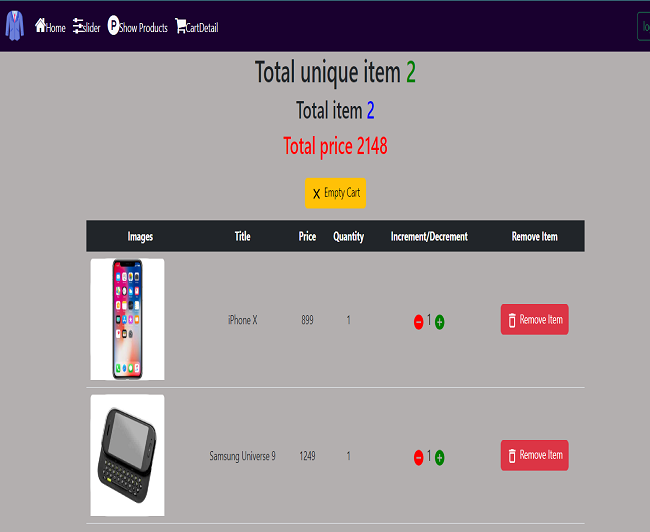 Home slider Show Products CartDetail
Total unique item 2
Total item 2
Total price 2148
X Empty Cart
Images Title Price Quantity Increment/Decrement Remove Item
iPhone X 899 1 - 1 + Remove Item
Samsung Universe 9 1249 1 - 1 + Remove Item